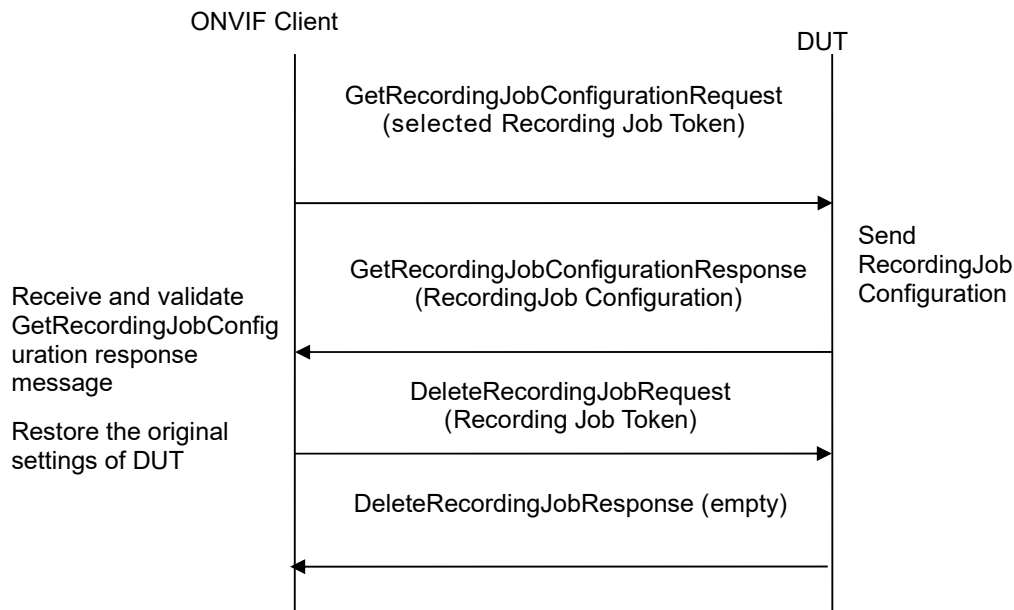 ONVIF Client
DUT
GetRecordingJobConfigurationRequest
(selected Recording Job Token)
Send
RecordingJob
Configuration
GetRecordingJobConfigurationResponse
(RecordingJob Configuration)
Receive and validate
GetRecordingJobConfig
uration response
message
DeleteRecordingJobRequest
(Recording Job Token)
Restore the original
settings of DUT
DeleteRecordingJobResponse (empty)